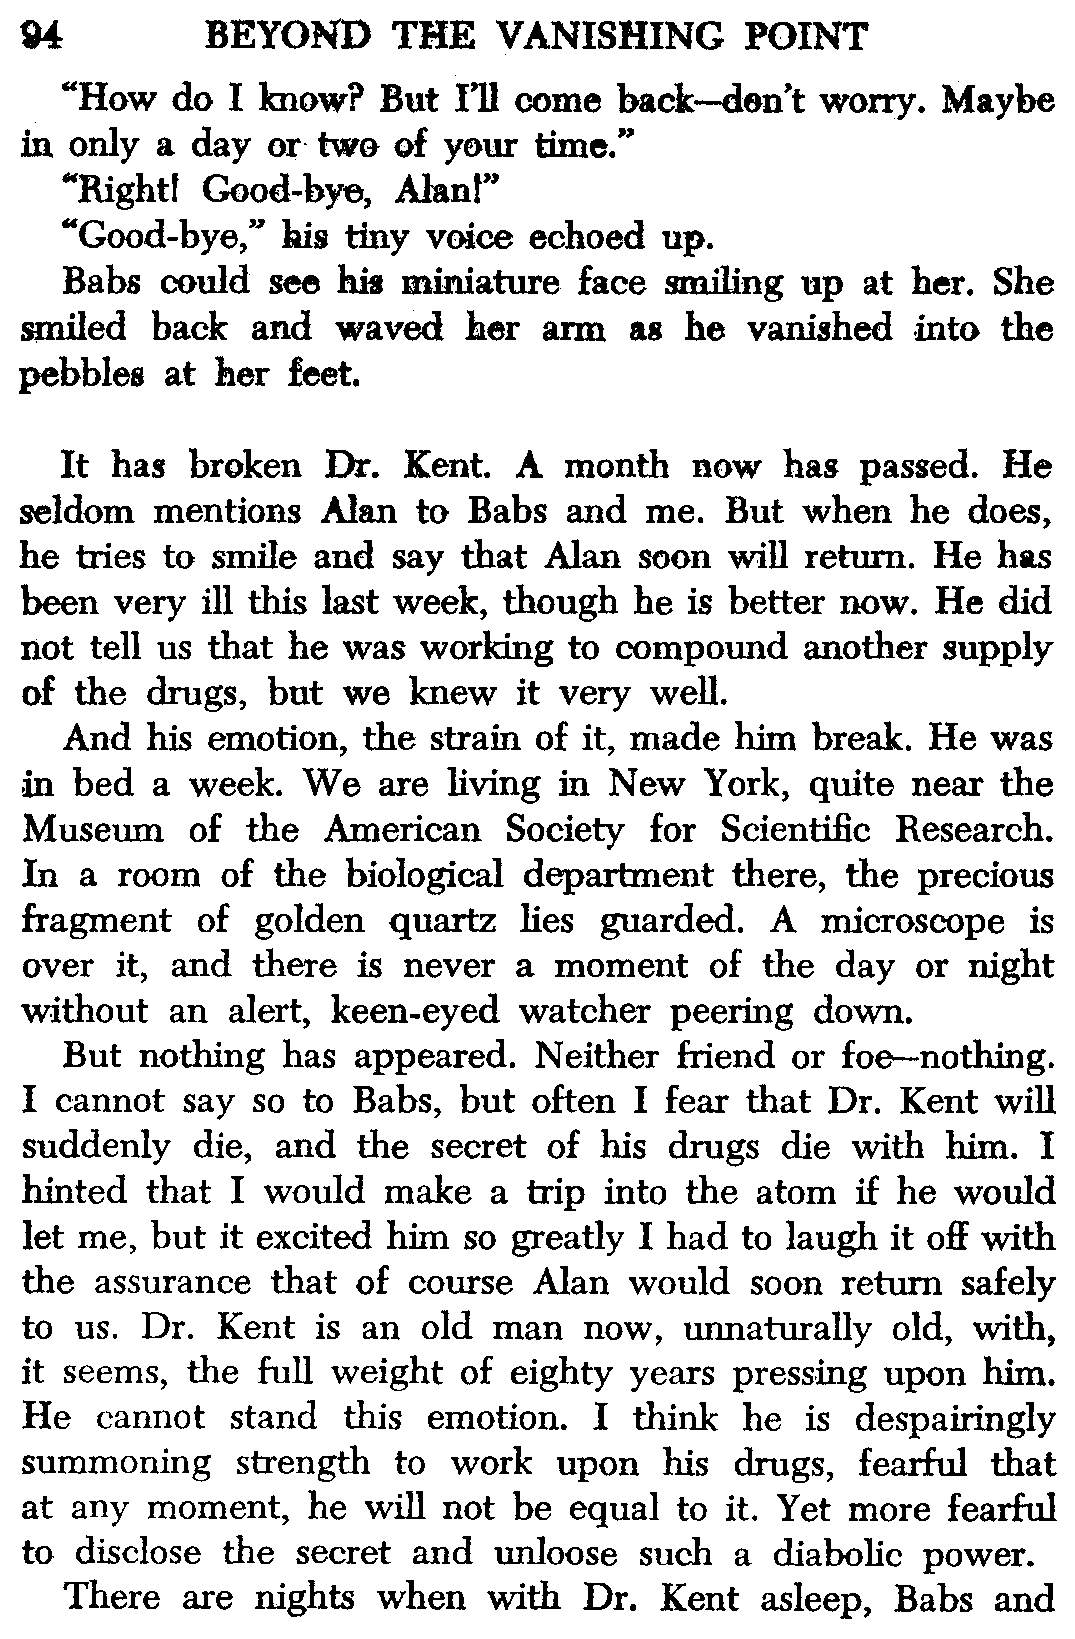 94 BEYOND THE VANISHING POINT
“How do I know? But I’ll come back—don’t worry. Maybe
in only a day or two of your time.”
“Right! Good-bye, Alan!”
“Good-bye,” his tiny voice echoed up.
Babs could see his miniature face smiling up at her. She
smiled back and waved her arm as he vanished into the
pebbles at her feet.
It has broken Dr. Kent. A month now has passed. He
seldom mentions Alan to Babs and me. But when he does,
he tries to smile and say that Alan soon will return. He has
been very ill this last week, though he is better now. He did
not tell us that he was working to compound another supply
of the drugs, but we knew it very well.
And his emotion, the strain of it, made him break. He was
in bed a week. We are living in New York, quite near the
Museum of the American Society for Scientific Research.
In a room of the biological department there, the precious
fragment of golden quartz lies guarded. A microscope is
over it, and there is never a moment of the day or night
without an alert, keen-eyed watcher peering down.
But nothing has appeared. Neither friend or foe—nothing.
I cannot say so to Babs, but often I fear that Dr. Kent will
suddenly die, and the secret of his drugs die with him. I
hinted that I would make a trip into the atom if he would
let me, but it excited him so greatly I had to laugh it off with
the assurance that of course Alan would soon return safely
to us. Dr. Kent is an old man now, unnaturally old, with,
it seems, the full weight of eighty years pressing upon him.
He cannot stand this emotion. I think he is despairingly
summoning strength to work upon his drugs, fearful that
at any moment, he will not be equal to it. Yet more fearful
to disclose the secret and unloose such a diabolic power.
There are nights when with Dr. Kent asleep, Babs and